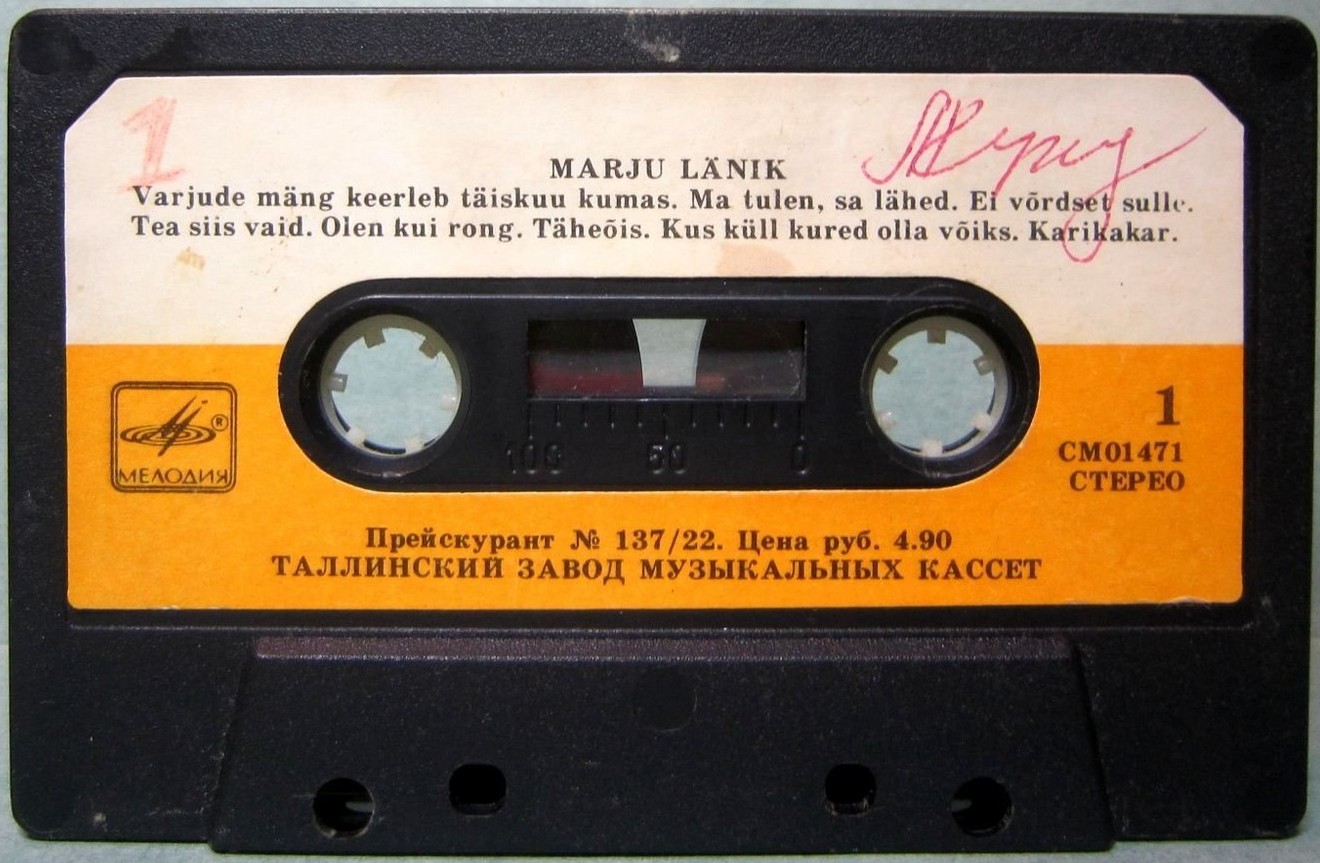 1
MARJU LÄNIK
Varjude mäng keerleb täiskuu kumas. Ma tulen, sa lähed. Ei võrdset sulle.
Tea siis vaid. Olen kui rong. Täheõis. Kus küll kured olla võiks. Karikakar.
МЕЛОДИЯ
®
100 50 0
1
СМ01471
СТЕРЕО
Прейскурант № 137/22. Цена руб. 4.90
ТАЛЛИНСКИЙ ЗАВОД МУЗЫКАЛЬНЫХ КАССЕТ